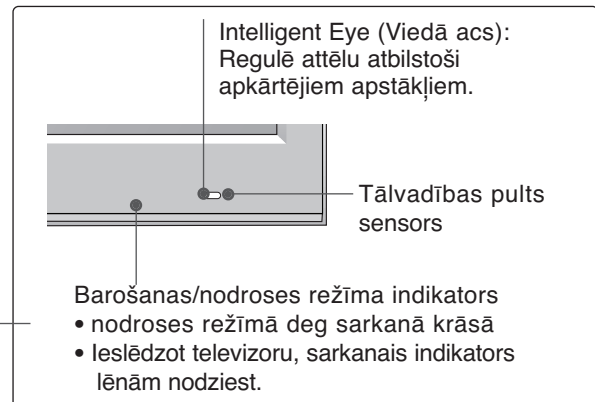 Intelligent Eye (Viedā acs):
Regulē attēlu atbilstoši
apkārtējiem apstākļiem.
Tālvadības pults
sensors
Barošanas/nodroses režīma indikators
• nodroses režīmā deg sarkanā krāsā
• Ieslēdzot televizoru, sarkanais indikators
lēnām nodziest.